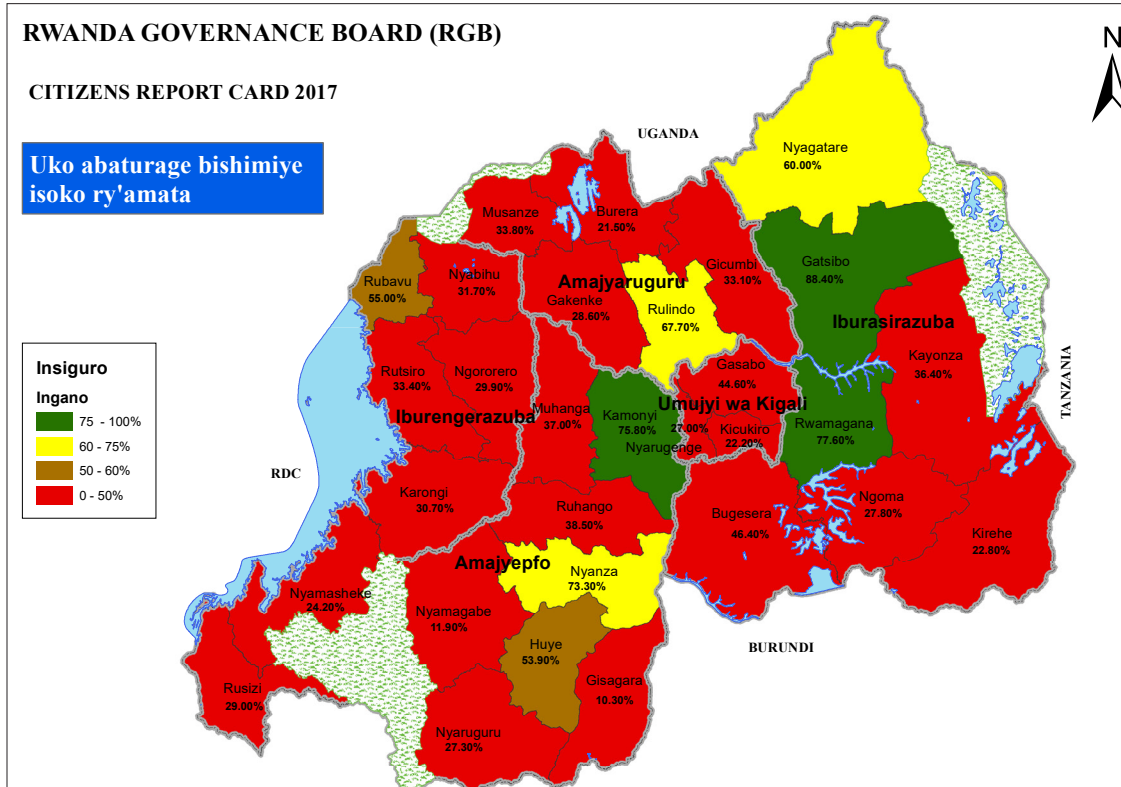 RWANDA GOVERNANCE BOARD (RGB)
CITIZENS REPORT CARD 2017
Uko abaturage bishimiye
isoko ry'amata
N
UGANDA
Nyagatare
60.00%
Musanze
33.80%
Burera
21.50%
Gicumbi
33.10%
Gatsibo
88.40%
Rubavu
55.00%
Nyabihu
31.70%
Amajyaruguru
Gakenke
28.60%
Rulindo
67.70%
Iburasirazuba
Kayonza
36.40%
TANZANIA
Insiguro
Ingano
75 - 100%
60 - 75%
50 - 60%
0 - 50%
Rutsiro
33.40%
Ngororero
29.90%
Gasabo
44.60%
Iburengerazuba
Muhanga
37.00%
Kamonyi
75.80%
Umujyi wa Kigali
Nyarugenge
27.00%
Kicukiro
22.20%
Rwamagana
77.60%
RDC
Karongi
30.70%
Ruhango
38.50%
Bugesera
46.40%
Ngoma
27.80%
Kirehe
22.80%
Amajyepfo
Nyanza
73.30%
Nyamasheke
24.20%
Nyamagabe
11.90%
Huye
53.90%
BURUNDI
Gisagara
10.30%
Rusizi
29.00%
Nyaruguru
27.30%